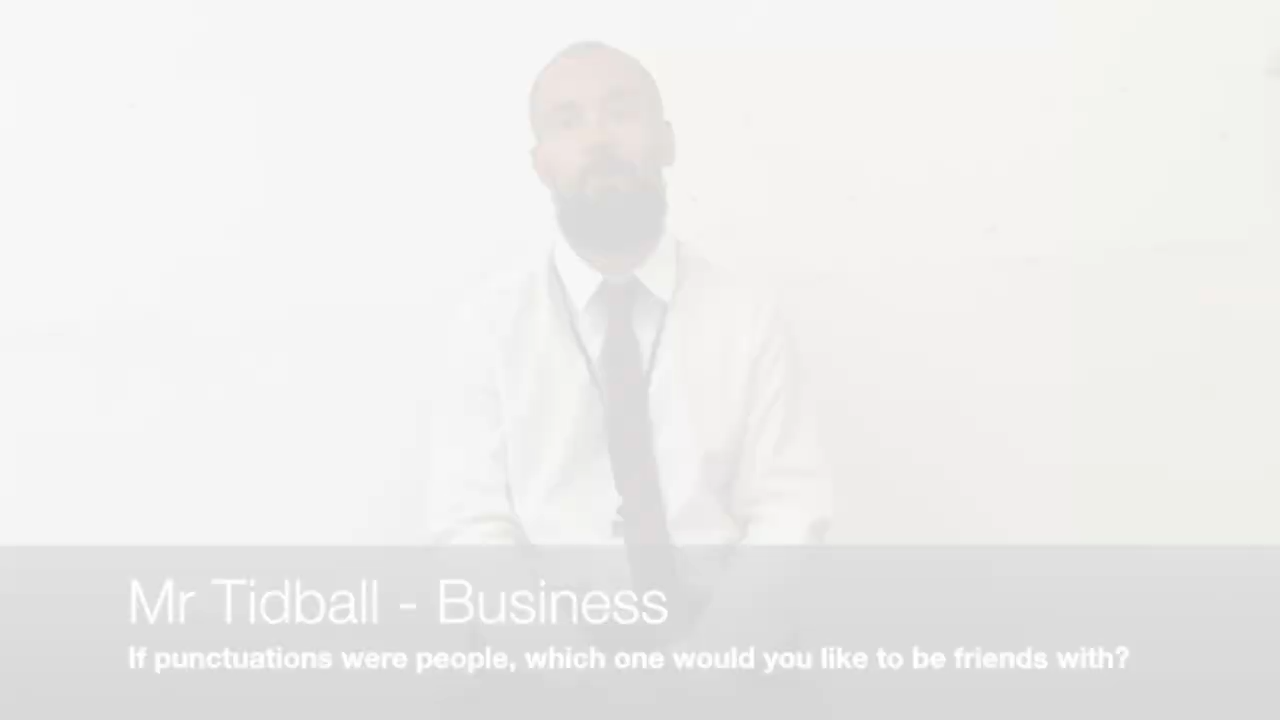 Mr Tidball - Business
If punctuations were people, which one would you like to be friends with?